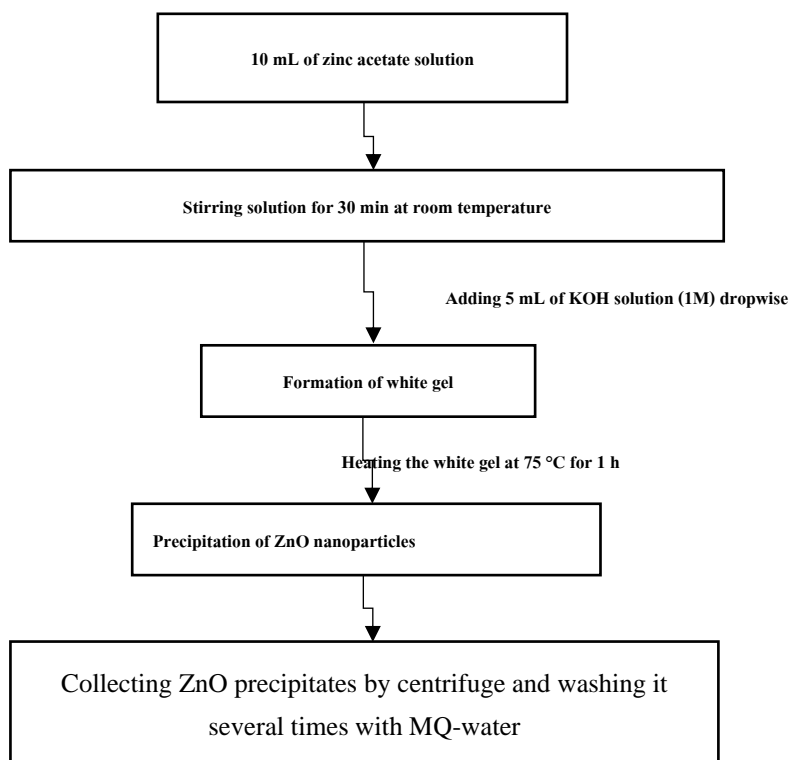 10 mL of zinc acetate solution
Stirring solution for 30 min at room temperature
Adding 5 mL of KOH solution (1M) dropwise
Formation of white gel
Heating the white gel at 75 °C for 1 h
Precipitation of ZnO nanoparticles
Collecting ZnO precipitates by centrifuge and washing it
several times with MQ-water